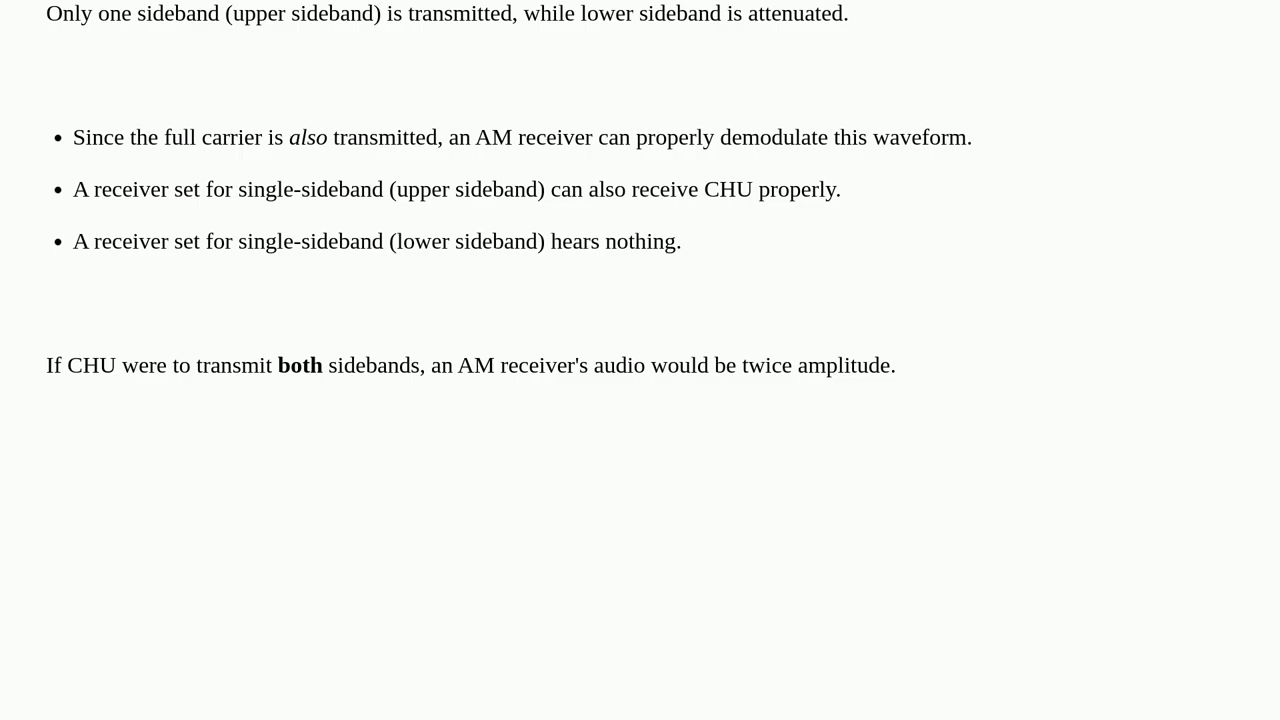 Only one sideband (upper sideband) is transmitted, while lower sideband is attenuated.
• Since the full carrier is also transmitted, an AM receiver can properly demodulate this waveform.
• A receiver set for single-sideband (upper sideband) can also receive CHU properly.
• A receiver set for single-sideband (lower sideband) hears nothing.
If CHU were to transmit both sidebands, an AM receiver's audio would be twice amplitude.